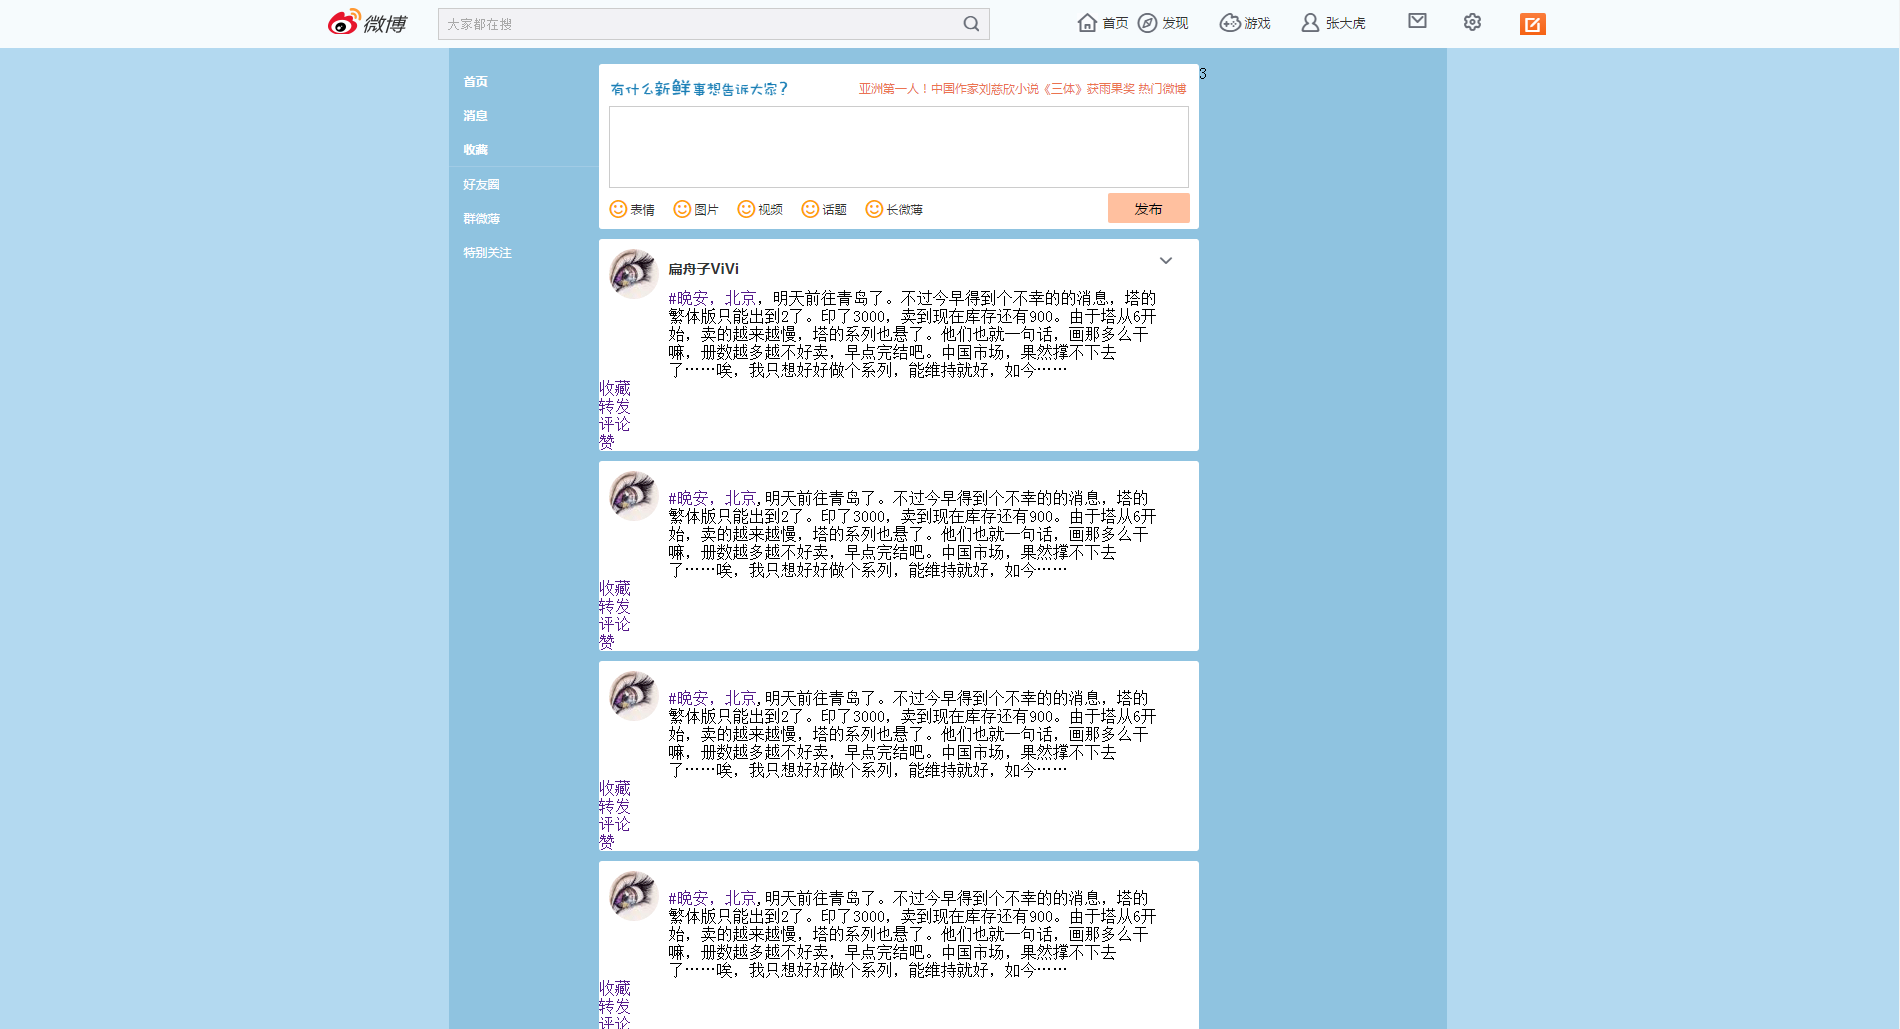 微博
大家都在搜
首页
发现
游戏
张大虎
首页
消息
收藏
好友圈
群微薄
特别关注
有什么新鲜事想告诉大家?
亚洲第一人！中国作家刘慈欣小说《三体》获雨果奖 热门微博
3
表情
图片
视频
话题
长微薄
发布
扁舟子ViVi
#晚安，北京，明天前往青岛了。不过今早得到个不幸的的消息，塔的
繁体版只能出到2了。印了3000，卖到现在库存还有900。由于塔从6开
始，卖的越来越慢，塔的系列也悬了。他们也就一句话，画那多么干
嘛，册数越多越不好卖，早点完结吧。中国市场，果然撑不下去
了……唉，我只想好好做个系列，能维持就好，如今……
收藏
转发
评论
赞
#晚安，北京,明天前往青岛了。不过今早得到个不幸的的消息，塔的
繁体版只能出到2了。印了3000，卖到现在库存还有900。由于塔从6开
始，卖的越来越慢，塔的系列也悬了。他们也就一句话，画那多么干
嘛，册数越多越不好卖，早点完结吧。中国市场，果然撑不下去
了……唉，我只想好好做个系列，能维持就好，如今……
收藏
转发
评论
赞
#晚安，北京,明天前往青岛了。不过今早得到个不幸的的消息，塔的
繁体版只能出到2了。印了3000，卖到现在库存还有900。由于塔从6开
始，卖的越来越慢，塔的系列也悬了。他们也就一句话，画那多么干
嘛，册数越多越不好卖，早点完结吧。中国市场，果然撑不下去
了……唉，我只想好好做个系列，能维持就好，如今……
收藏
转发
评论
赞
#晚安，北京,明天前往青岛了。不过今早得到个不幸的的消息，塔的
繁体版只能出到2了。印了3000，卖到现在库存还有900。由于塔从6开
始，卖的越来越慢，塔的系列也悬了。他们也就一句话，画那多么干
嘛，册数越多越不好卖，早点完结吧。中国市场，果然撑不下去
了……唉，我只想好好做个系列，能维持就好，如今……
收藏
转发
评论